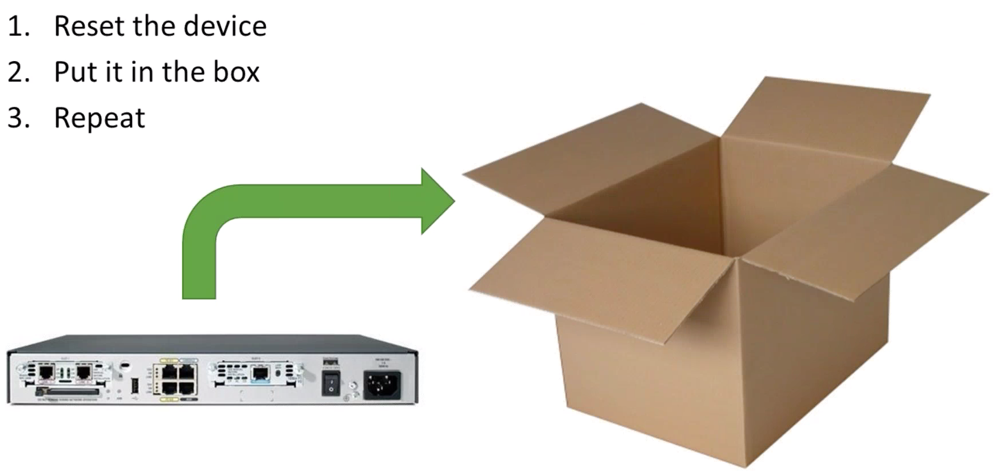 1. Reset the device
2. Put it in the box
3. Repeat